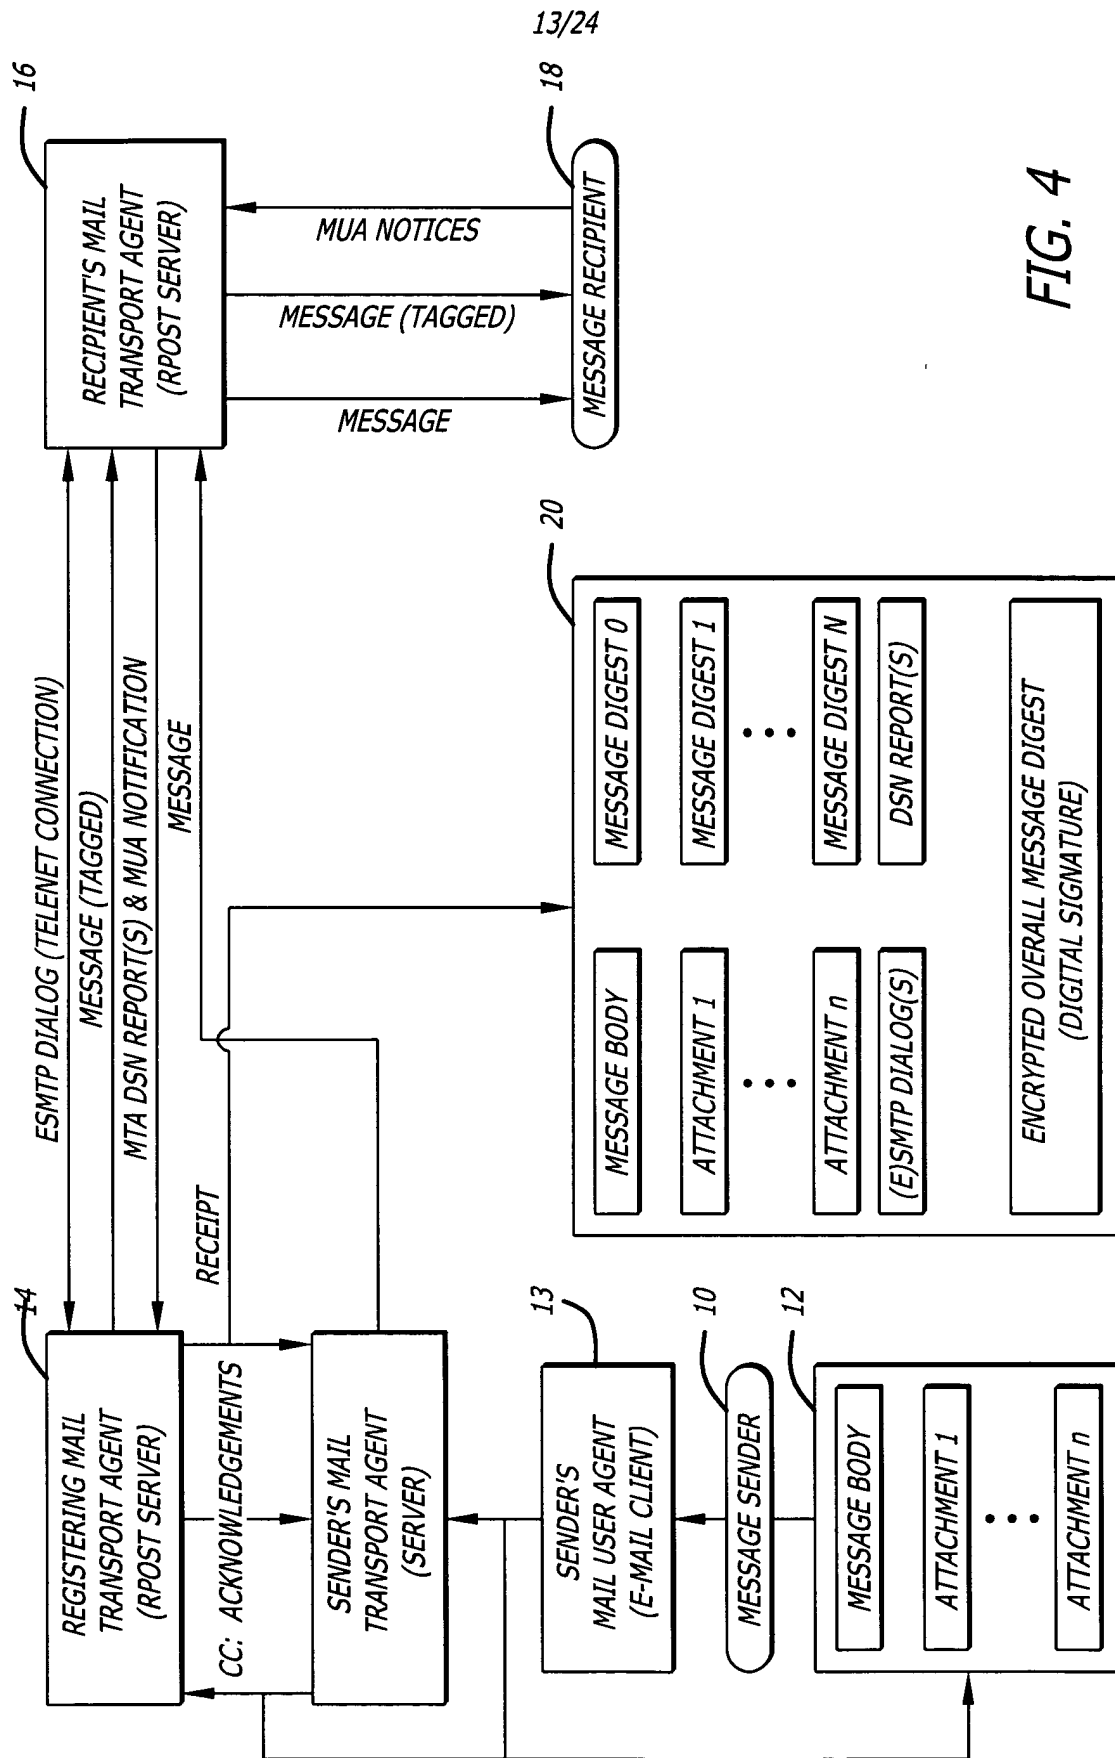 13/24
14
REGISTERING MAIL
TRANSPORT AGENT
(RPOST SERVER)
16
RECIPIENT'S MAIL
TRANSPORT AGENT
(RPOST SERVER)
ESMTP DIALOG (TELENET CONNECTION)
MESSAGE (TAGGED)
MTA DSN REPORT(S) & MUA NOTIFICATION
MESSAGE
CC: ACKNOWLEDGEMENTS
RECEIPT
SENDER'S MAIL
TRANSPORT AGENT
(SERVER)
MESSAGE
MESSAGE (TAGGED)
MUA NOTICES
18
MESSAGE RECIPIENT
13
SENDER'S
MAIL USER AGENT
(E-MAIL CLIENT)
10
MESSAGE SENDER
12
MESSAGE BODY
ATTACHMENT 1
ATTACHMENT n
20
MESSAGE BODY
MESSAGE DIGEST 0
ATTACHMENT 1
MESSAGE DIGEST 1
ATTACHMENT n
MESSAGE DIGEST N
(E)SMTP DIALOG(S)
DSN REPORT(S)
ENCRYPTED OVERALL MESSAGE DIGEST
(DIGITAL SIGNATURE)
FIG. 4